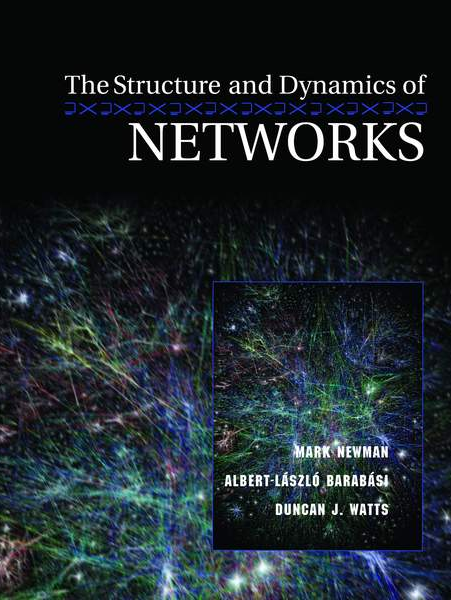 The Structure and Dynamics of
NETWORKS
MARK NEWMAN
ALBERT-LÁSZLÓ BARABÁSI
DUNCAN J. WATTS